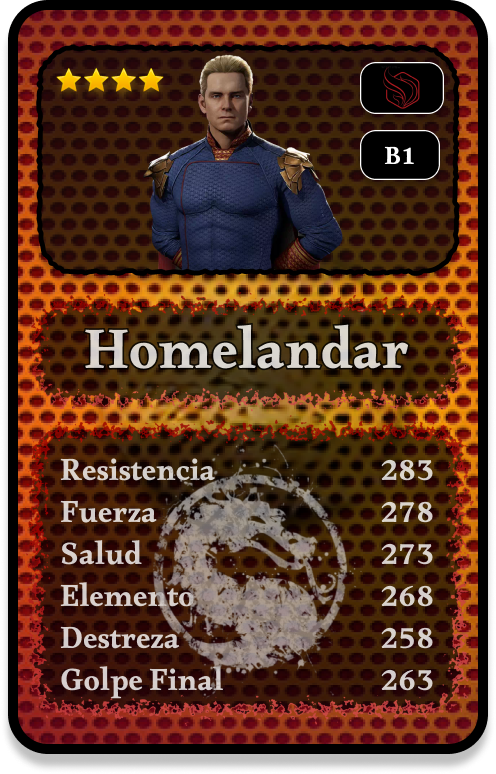 B1
Homelandar
Resistencia 283
Fuerza 278
Salud 273
Elemento 268
Destreza 258
Golpe Final 263